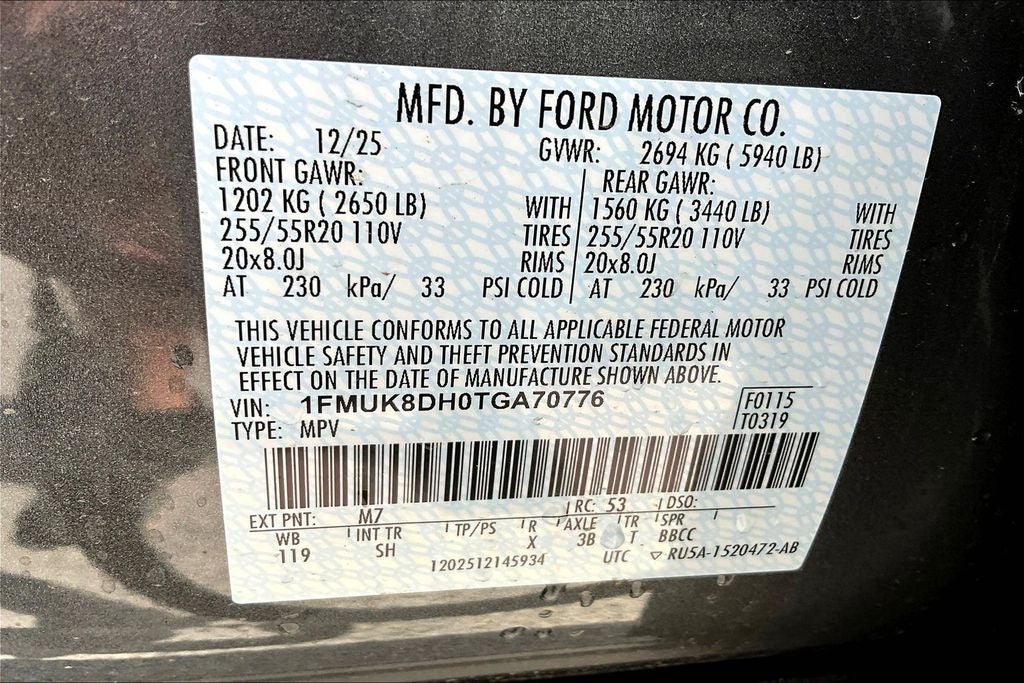 MFD. BY FORD MOTOR CO.
DATE: 12/25 GVWR: 2694 KG ( 5940 LB)
FRONT GAWR: REAR GAWR:
1202 KG ( 2650 LB) WITH 1560 KG ( 3440 LB) WITH
255/55R20 110V TIRES 255/55R20 110V TIRES
20x8.0J RIMS 20x8.0J RIMS
AT 230 kPa/ 33 PSI COLD AT 230 kPa/ 33 PSI COLD
THIS VEHICLE CONFORMS TO ALL APPLICABLE FEDERAL MOTOR
VEHICLE SAFETY AND THEFT PREVENTION STANDARDS IN
EFFECT ON THE DATE OF MANUFACTURE SHOWN ABOVE.
VIN: 1FMUK8DH0TGA70776 F0115
TYPE: MPV T0319
EXT PNT: M7 RC: 53 DSO:
WB INT TR TP/PS R AXLE TR SPR
119 SH X 3B T BBCC
1202512145934 UTC ▽ RU5A-1520472-AB